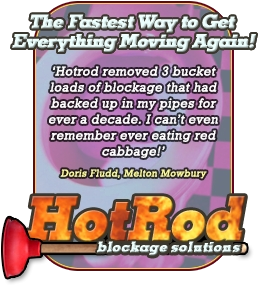 The Fastest Way to Get
Everything Moving Again!
‘Hotrod removed 3 bucket
loads of blockage that had
backed up in my pipes for
ever a decade. I can’t even
remember ever eating red
cabbage!’
Doris Fludd, Melton Mowbury
HotRod
blockage solutions